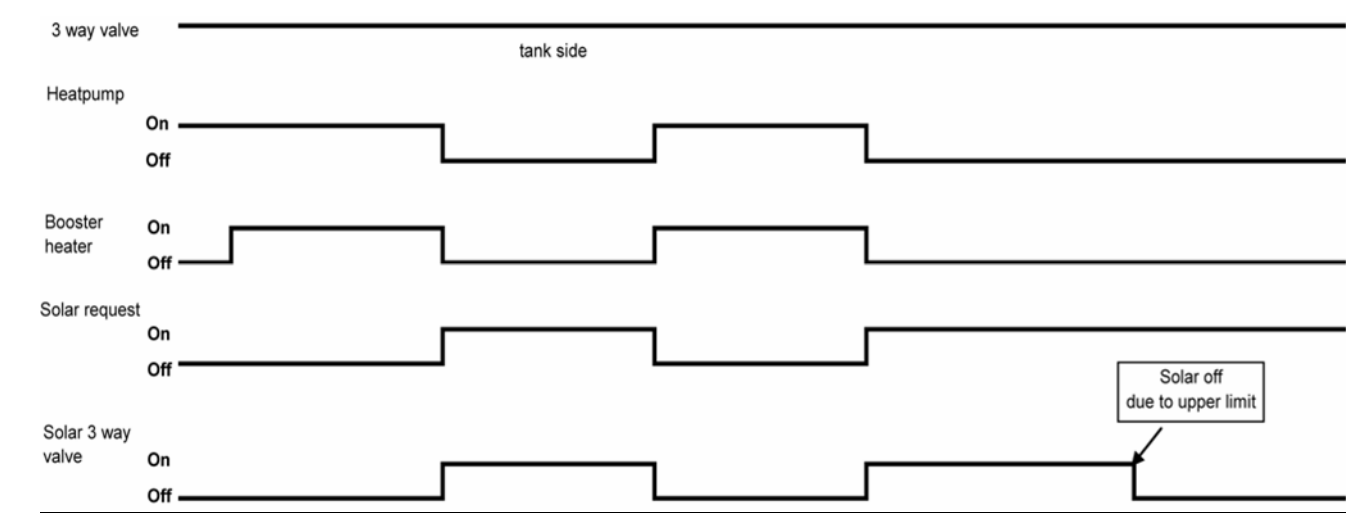 3 way valve
tank side
Heatpump
On
Off
Booster
heater
On
Off
Solar request
On
Off
Solar off
due to upper limit
Solar 3 way
valve
On
Off